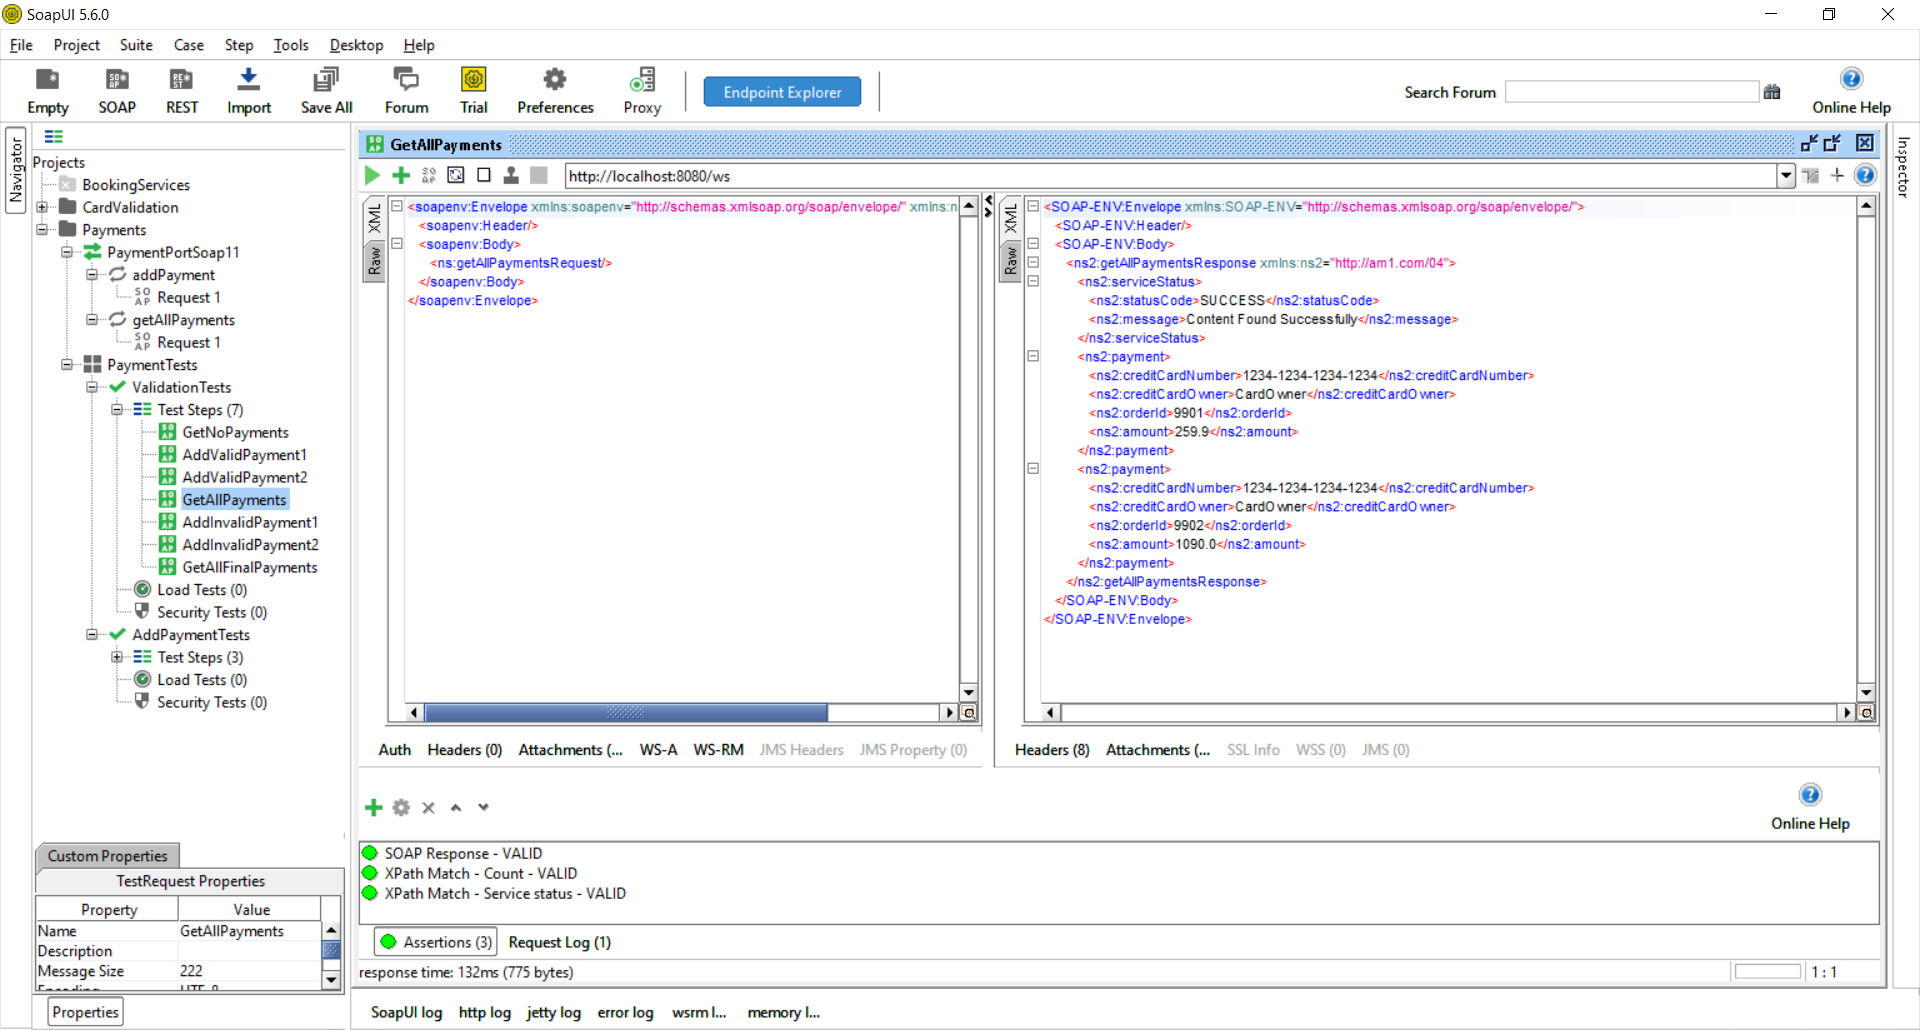 SoapUI 5.6.0
File Project Suite Case Step Tools Desktop Help
Empty SOAP REST Import Save All Forum Trial Preferences Proxy Endpoint Explorer Search Forum Online Help
Navigator
Inspector
Projects
BookingServices
CardValidation
Payments
PaymentPortSoap11
addPayment
SO AP Request 1
getAllPayments
SO AP Request 1
PaymentTests
ValidationTests
Test Steps (7)
GetNoPayments
AddValidPayment1
AddValidPayment2
GetAllPayments
AddInvalidPayment1
AddInvalidPayment2
GetAllFinalPayments
Load Tests (0)
Security Tests (0)
AddPaymentTests
Test Steps (3)
Load Tests (0)
Security Tests (0)
Custom Properties
TestRequest Properties
Property Value
Name GetAllPayments
Description
Message Size 222
Encoding UTF-8
Properties
GetAllPayments
http://localhost:8080/ws
XML
Raw
<soapenv:Envelope xmlns:soapenv="http://schemas.xmlsoap.org/soap/envelope/" xmlns:n
<soapenv:Header/>
<soapenv:Body>
<ns:getAllPaymentsRequest/>
</soapenv:Body>
</soapenv:Envelope>
Auth Headers (0) Attachments (... WS-A WS-RM JMS Headers JMS Property (0)
XML
Raw
<SOAP-ENV:Envelope xmlns:SOAP-ENV="http://schemas.xmlsoap.org/soap/envelope/">
<SOAP-ENV:Header/>
<SOAP-ENV:Body>
<ns2:getAllPaymentsResponse xmlns:ns2="http://am1.com/04">
<ns2:serviceStatus>
<ns2:statusCode>SUCCESS</ns2:statusCode>
<ns2:message>Content Found Successfully</ns2:message>
</ns2:serviceStatus>
<ns2:payment>
<ns2:creditCardNumber>1234-1234-1234-1234</ns2:creditCardNumber>
<ns2:creditCardOwner>CardOwner</ns2:creditCardOwner>
<ns2:orderId>9901</ns2:orderId>
<ns2:amount>259.9</ns2:amount>
</ns2:payment>
<ns2:payment>
<ns2:creditCardNumber>1234-1234-1234-1234</ns2:creditCardNumber>
<ns2:creditCardOwner>CardOwner</ns2:creditCardOwner>
<ns2:orderId>9902</ns2:orderId>
<ns2:amount>1090.0</ns2:amount>
</ns2:payment>
</ns2:getAllPaymentsResponse>
</SOAP-ENV:Body>
</SOAP-ENV:Envelope>
Headers (8) Attachments (... SSL Info WSS (0) JMS (0)
Online Help
SOAP Response - VALID
XPath Match - Count - VALID
XPath Match - Service status - VALID
Assertions (3) Request Log (1)
response time: 132ms (775 bytes) 1 : 1
SoapUI log http log jetty log error log wsrm l... memory l...